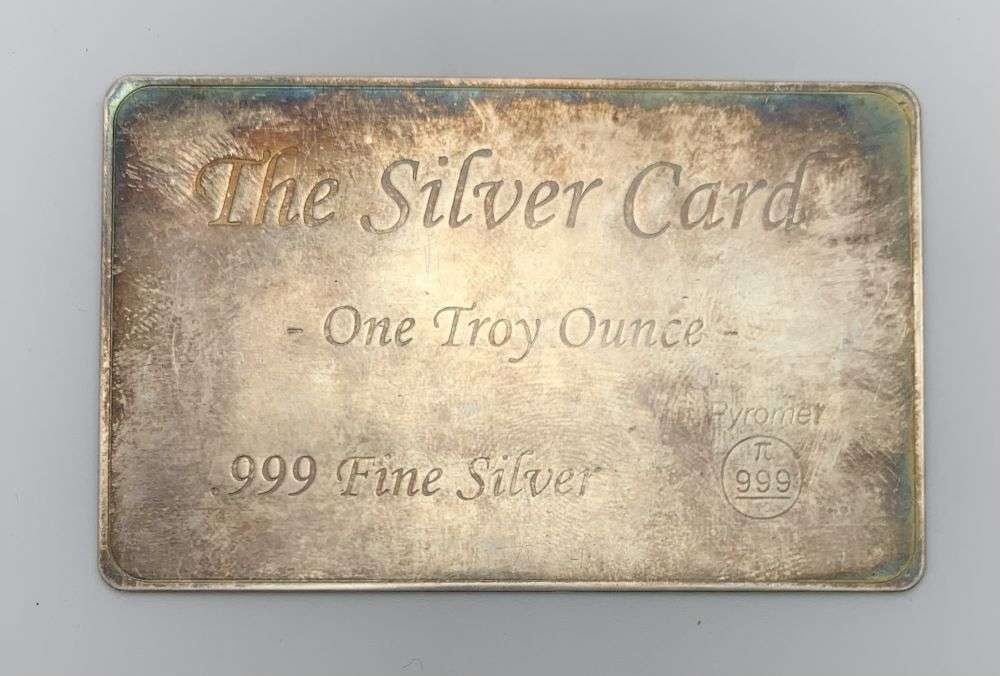 The Silver Card
- One Troy Ounce -
.999 Fine Silver
Pyromet
π
999